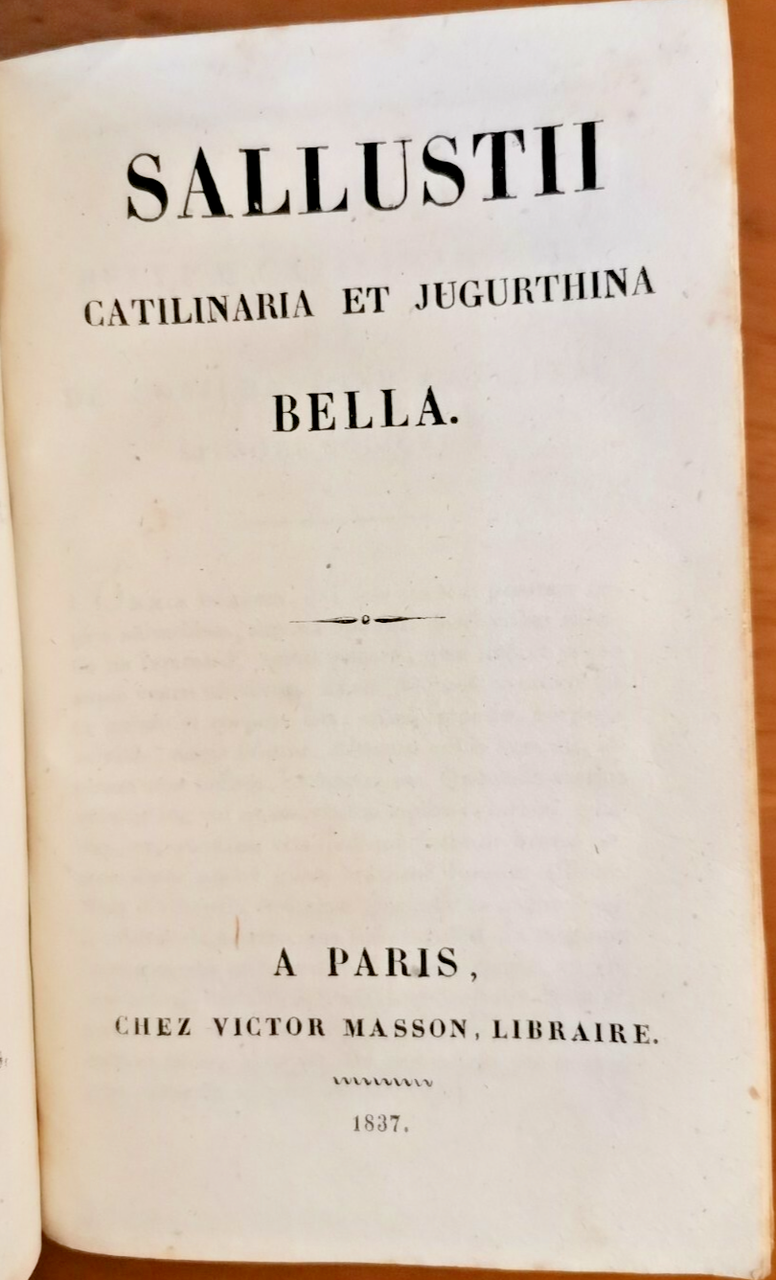 SALLUSTII
CATILINARIA ET JUGURTHINA
BELLA.
A PARIS,
CHEZ VICTOR MASSON, LIBRAIRE.
1837.